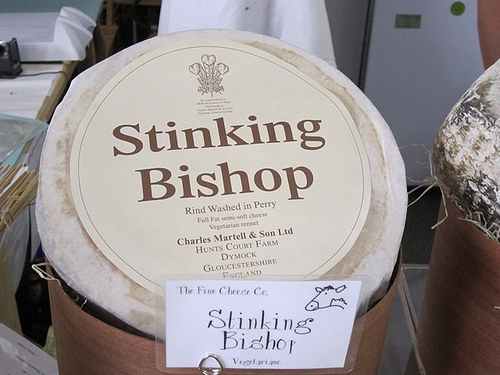 Stinking
Bishop
Rind Washed in Perry
Full Fat semi-soft cheese
Vegetarian rennet
Charles Martell & Son Ltd
Hunts Court Farm
Dymock
Gloucestershire
England
The Fine Cheese Co.
Stinking
Bishop
Vegetarian